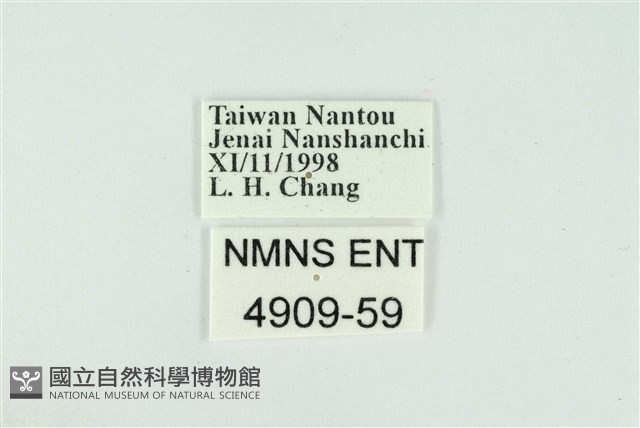 Taiwan Nantou
Jenai Nanshanchi
XI/11/1998
L. H. Chang
NMNS ENT
4909-59
國立自然科學博物館
NATIONAL MUSEUM OF NATURAL SCIENCE